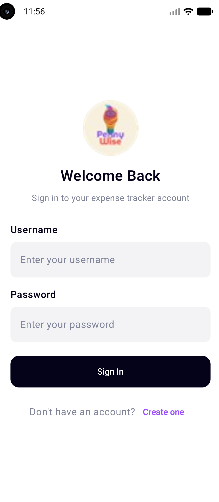 11:56
Penny
Wise
Welcome Back
Sign in to your expense tracker account
Username
Enter your username
Password
Enter your password
Sign In
Don't have an account? Create one